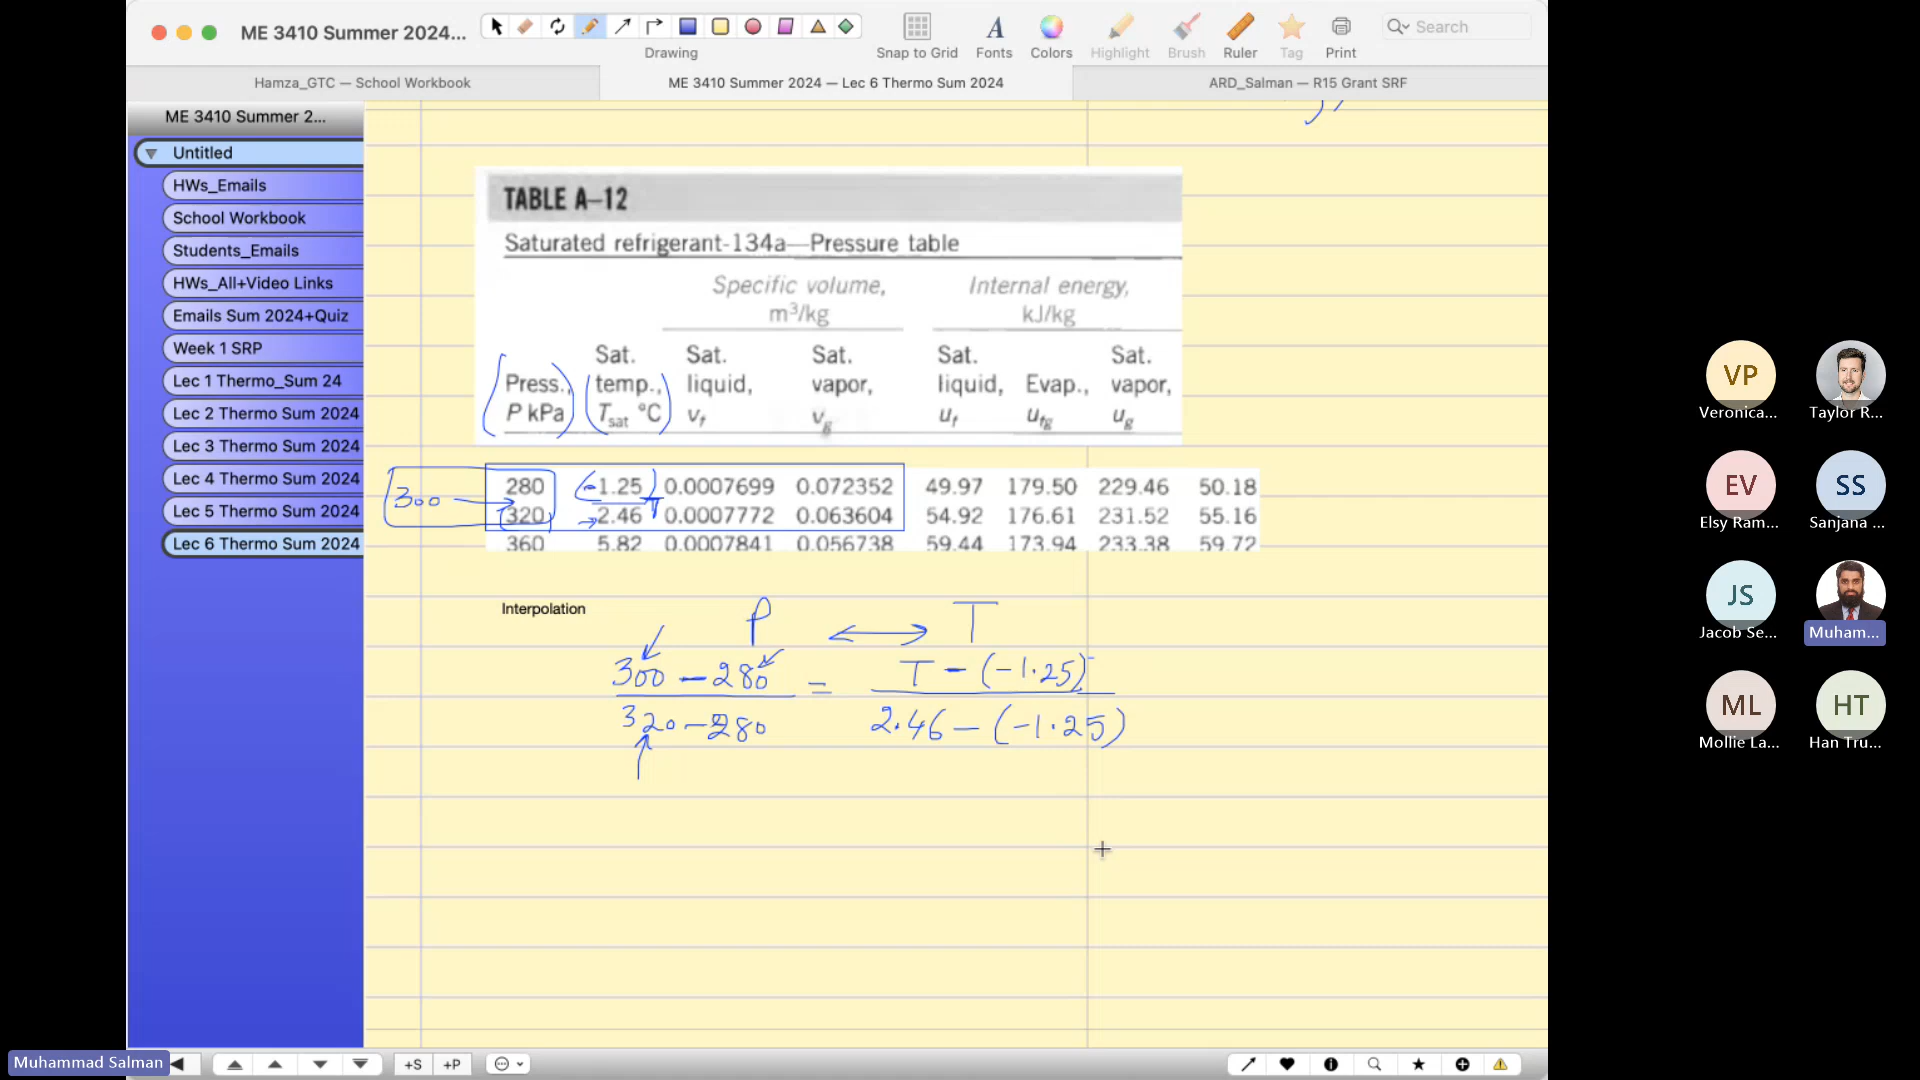 ME 3410 Summer 2024...
Drawing
Snap to Grid
Fonts
Colors
Highlight
Brush
Ruler
Tag
Print
Search
Hamza_GTC — School Workbook
ME 3410 Summer 2024 — Lec 6 Thermo Sum 2024
ARD_Salman — R15 Grant SRF
ME 3410 Summer 2...
Untitled
HWs_Emails
School Workbook
Students_Emails
HWs_All+Video Links
Emails Sum 2024+Quiz
Week 1 SRP
Lec 1 Thermo_Sum 24
Lec 2 Thermo Sum 2024
Lec 3 Thermo Sum 2024
Lec 4 Thermo Sum 2024
Lec 5 Thermo Sum 2024
Lec 6 Thermo Sum 2024
TABLE A–12
Saturated refrigerant-134a—Pressure table
Specific volume, Internal energy,
m³/kg kJ/kg
Sat. Sat. Sat. Sat. Sat.
Press., temp., liquid, vapor, liquid, Evap., vapor,
P kPa Tsat °C vf vg uf ufg ug
300
280 -1.25 0.0007699 0.072352 49.97 179.50 229.46 50.18
320 2.46 0.0007772 0.063604 54.92 176.61 231.52 55.16
360 5.82 0.0007841 0.056738 59.44 173.94 233.38 59.72
Interpolation
P ↔ T
300 – 280 = T – (-1.25)
320 – 280 2.46 – (-1.25)
VP
Veronica...
Taylor R...
EV
Elsy Ram...
SS
Sanjana ...
JS
Jacob Se...
Muham...
ML
Mollie La...
HT
Han Tru...
Muhammad Salman
+S
+P